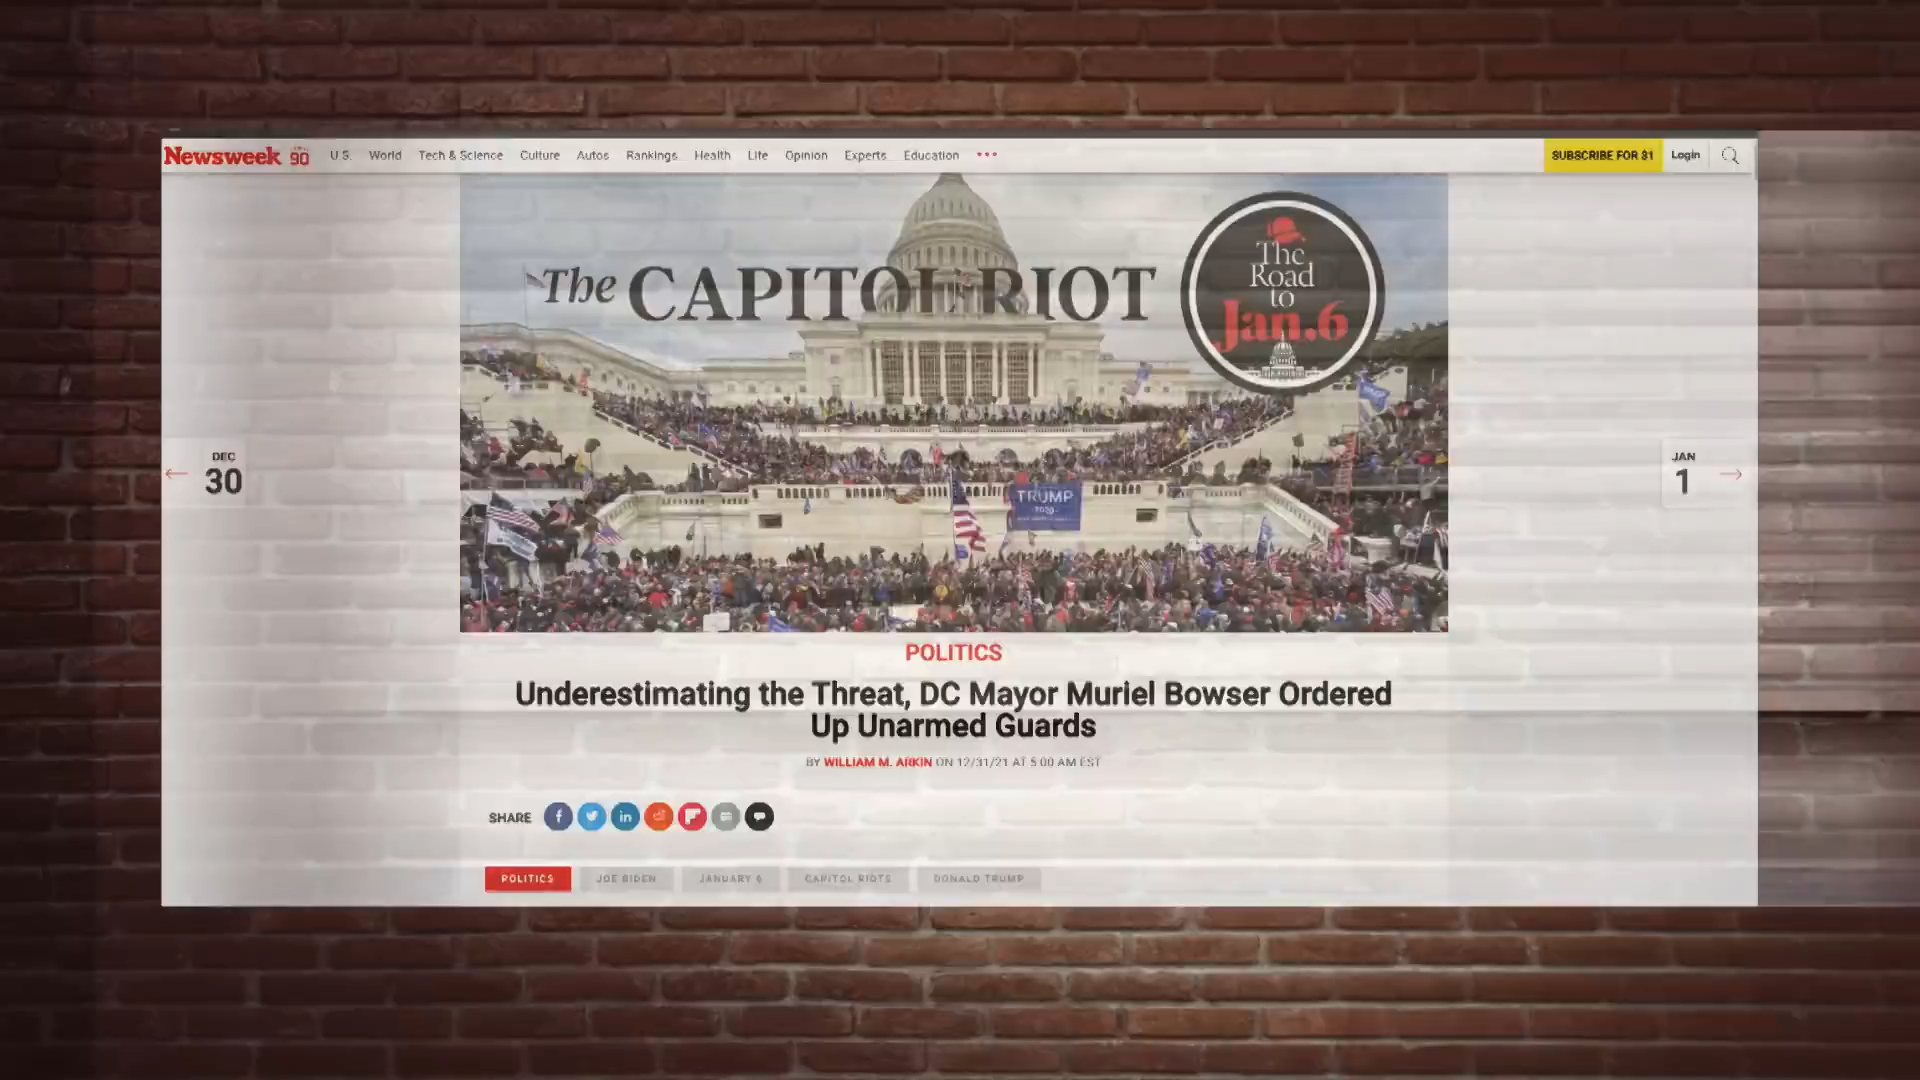 Newsweek 90 U.S. World Tech & Science Culture Autos Rankings Health Life Opinion Experts Education SUBSCRIBE FOR $1 Login
The CAPITOL RIOT
The
Road
to
Jan.6
TRUMP
2020
DEC
30
JAN
1
POLITICS
Underestimating the Threat, DC Mayor Muriel Bowser Ordered
Up Unarmed Guards
BY WILLIAM M. ARKIN ON 12/31/21 AT 5:00 AM EST
SHARE
POLITICS JOE BIDEN JANUARY 6 CAPITOL RIOTS DONALD TRUMP